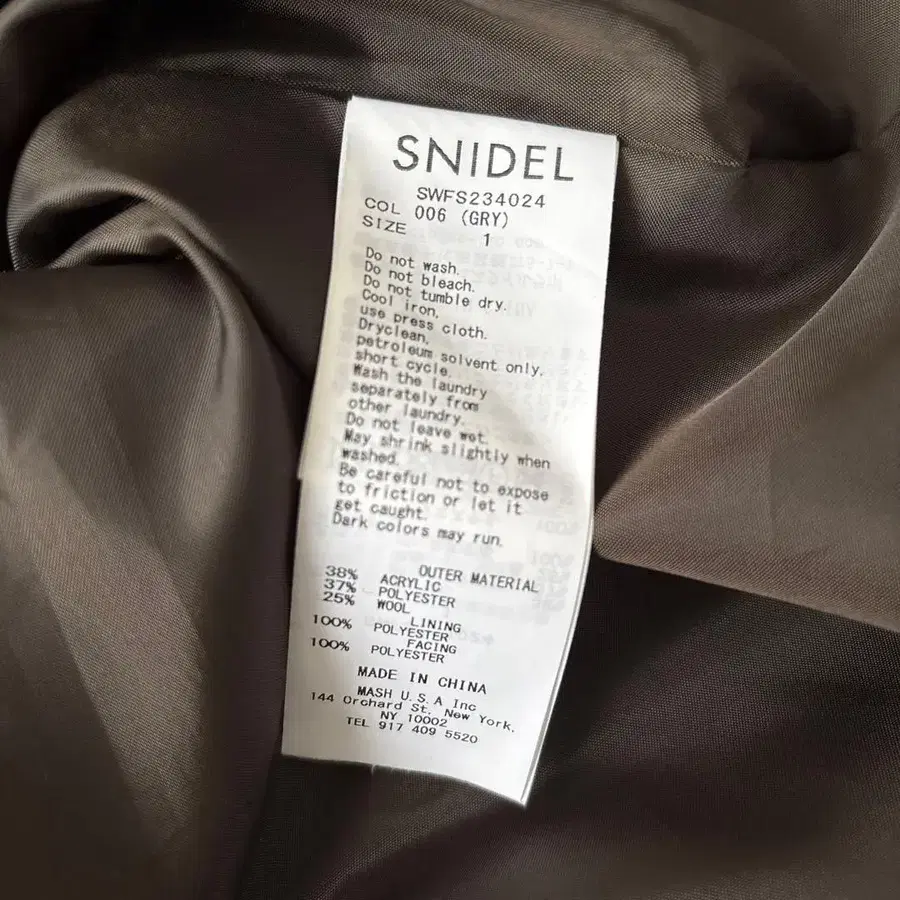 SNIDEL
SWFS234024
COL 006 (GRY)
SIZE 1
Do not wash.
Do not bleach.
Do not tumble dry.
Cool iron,
use press cloth.
Dryclean,
petroleum solvent only.
short cycle.
Wash the laundry
separately from
other laundry.
Do not leave wet.
May shrink slightly when
washed.
Be careful not to expose
to friction or let it
get caught.
Dark colors may run.
OUTER MATERIAL
38% ACRYLIC
37% POLYESTER
25% WOOL
LINING
100% POLYESTER
FACING
100% POLYESTER
MADE IN CHINA
MASH U.S.A Inc
144 Orchard St. New York,
NY 10002
TEL 917 409 5520